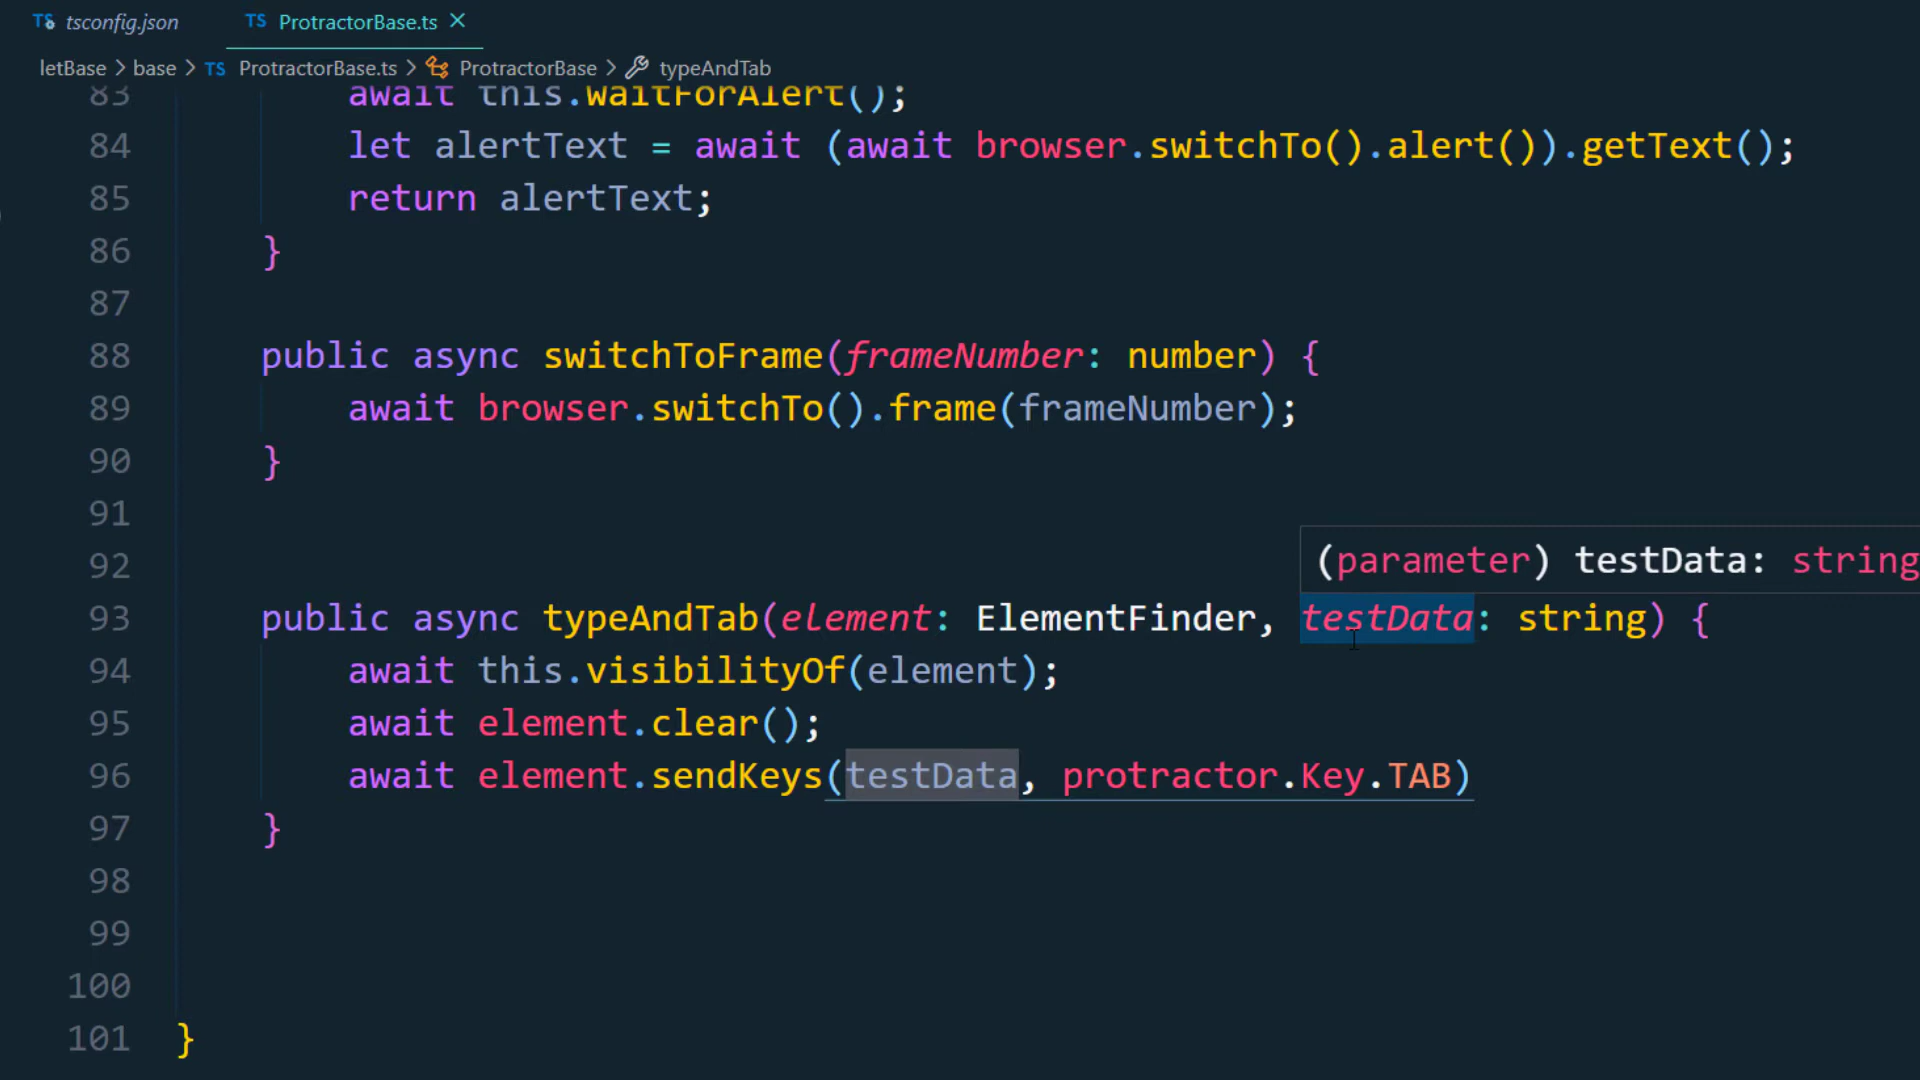 TS tsconfig.json TS ProtractorBase.ts ×
letBase > base > TS ProtractorBase.ts > ProtractorBase > typeAndTab
83 await this.waitForAlert();
84 let alertText = await (await browser.switchTo().alert()).getText();
85 return alertText;
86 }
87
88 public async switchToFrame(frameNumber: number) {
89 await browser.switchTo().frame(frameNumber);
90 }
91
92
(parameter) testData: string
93 public async typeAndTab(element: ElementFinder, testData: string) {
94 await this.visibilityOf(element);
95 await element.clear();
96 await element.sendKeys(testData, protractor.Key.TAB)
97 }
98
99
100
101 }